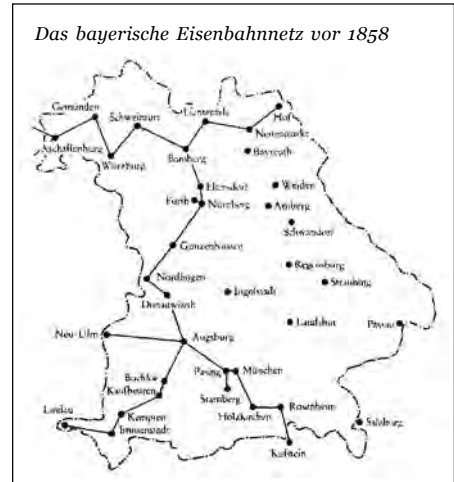 Das bayerische Eisenbahnnetz vor 1858
Gemünden
Schweinfurt
Lichtenfels
Hof
Aschaffenburg
Würzburg
Bamberg
Neuenmarkt
Bayreuth
Weiden
Fürth
Nürnberg
Amberg
Schwandorf
Gunzenhausen
Regensburg
Straubing
Nördlingen
Ingolstadt
Donauwörth
Landshut
Passau
Neu-Ulm
Augsburg
Pasing
München
Buchloe
Kaufbeuren
Starnberg
Rosenheim
Lindau
Kempten
Holzkirchen
Salzburg
Immenstadt
Kufstein